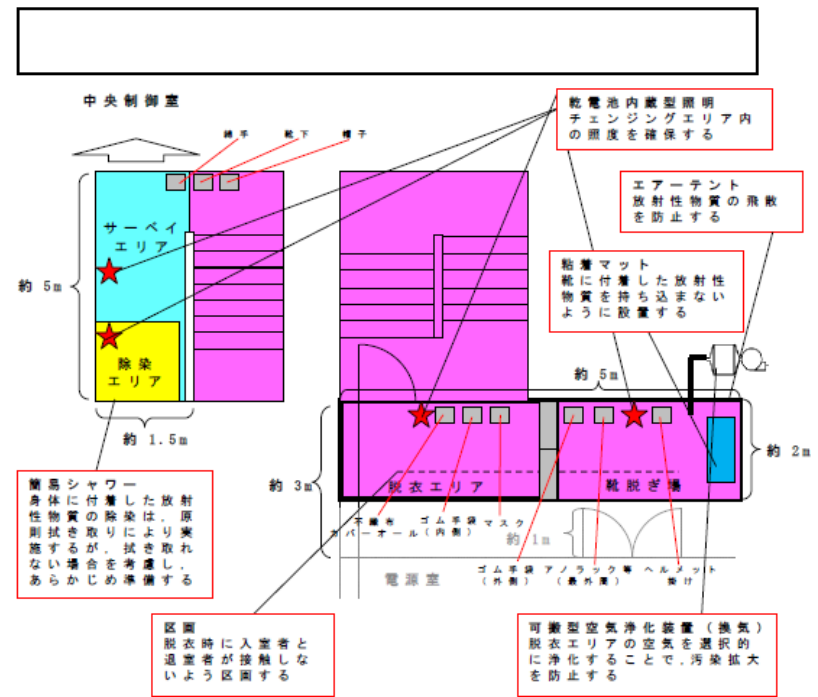 中央制御室
綿手
靴下
帽子
乾電池内蔵型照明
チェンジングエリア内
の照度を確保する
エアーテント
放射性物質の飛散
を防止する
サーベイ
エリア
粘着マット
靴に付着した放射性
物質を持ち込まない
ように設置する
約5m
除染
エリア
約5m
約1.5m
約2m
簡易シャワー
身体に付着した放射
性物質の除染は，原
則拭き取りにより実
施するが，拭き取れ
ない場合を考慮し，
あらかじめ準備する
約3m
脱衣エリア
靴脱ぎ場
不織布
カバーオール
ゴム手袋
（内側）
マスク
約1m
ゴム手袋
（外側）
アノラック等
（最外層）
ヘルメット
掛け
電源室
区画
脱衣時に入室者と
退室者が接触しな
いよう区画する
可搬型空気浄化装置（換気）
脱衣エリアの空気を選択的
に浄化することで，汚染拡大
を防止する